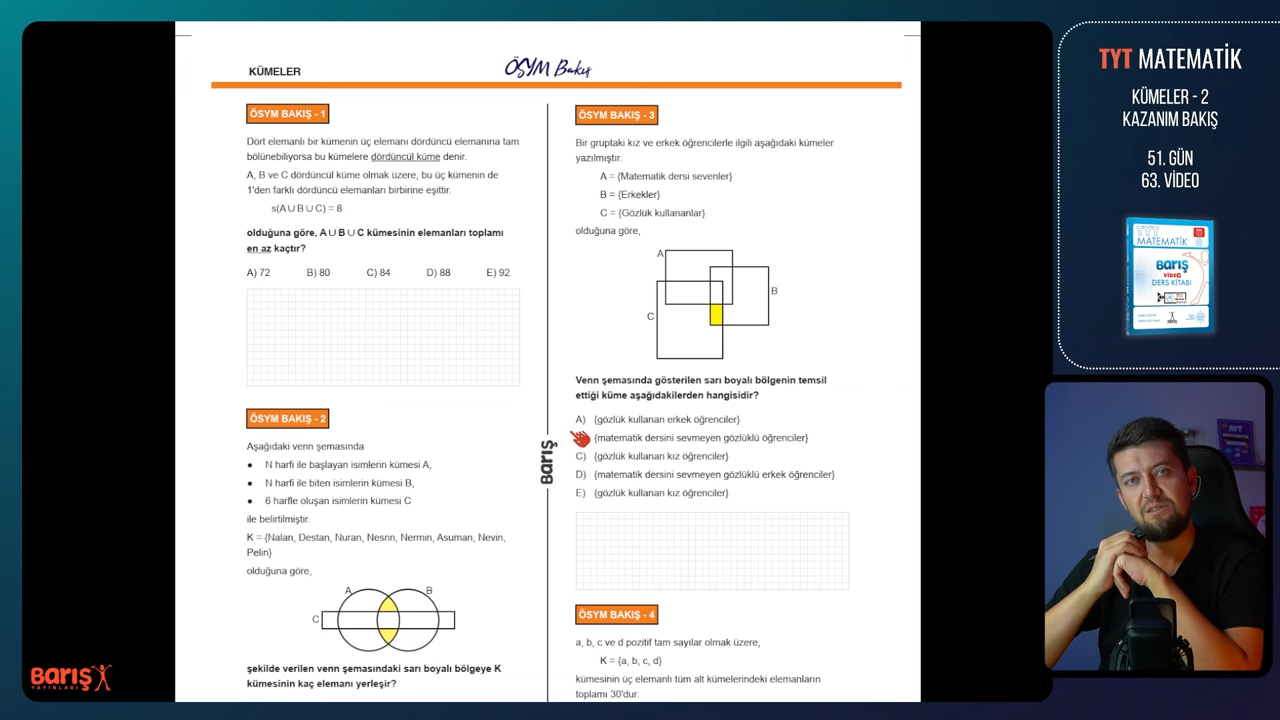 KÜMELER
ÖSYM Bakış
ÖSYM BAKIŞ - 1
Dört elemanlı bir kümenin üç elemanı dördüncü elemanına tam
bölünebiliyorsa bu kümelere dördüncül küme denir.
A, B ve C dördüncül küme olmak üzere, bu üç kümenin de
1'den farklı dördüncü elemanları birbirine eşittir.
s(A∪B∪C) = 8
olduğuna göre, A∪B∪C kümesinin elemanları toplamı
en az kaçtır?
A) 72 B) 80 C) 84 D) 88 E) 92
ÖSYM BAKIŞ - 2
Aşağıdaki venn şemasında
• N harfi ile başlayan isimlerin kümesi A,
• N harfi ile biten isimlerin kümesi B,
• 6 harfle oluşan isimlerin kümesi C
ile belirtilmiştir.
K = {Nalan, Destan, Nuran, Nesrin, Nermin, Asuman, Nevin,
Pelin}
olduğuna göre,
A B
C
şekilde verilen venn şemasındaki sarı boyalı bölgeye K
kümesinin kaç elemanı yerleşir?
BARIŞ
ÖSYM BAKIŞ - 3
Bir gruptaki kız ve erkek öğrencilerle ilgili aşağıdaki kümeler
yazılmıştır.
A = {Matematik dersi sevenler}
B = {Erkekler}
C = {Gözlük kullananlar}
olduğuna göre,
A
B
C
Venn şemasında gösterilen sarı boyalı bölgenin temsil
ettiği küme aşağıdakilerden hangisidir?
A) {gözlük kullanan erkek öğrenciler}
{matematik dersini sevmeyen gözlüklü öğrenciler}
C) {gözlük kullanan kız öğrenciler}
D) {matematik dersini sevmeyen gözlüklü erkek öğrenciler}
E) {gözlük kullanan kız öğrenciler}
ÖSYM BAKIŞ - 4
a, b, c ve d pozitif tam sayılar olmak üzere,
K = {a, b, c, d}
kümesinin üç elemanlı tüm alt kümelerindeki elemanların
toplamı 30'dur.
BARIŞ
YAYINLARI
TYT MATEMATİK
KÜMELER - 2
KAZANIM BAKIŞ
51. GÜN
63. VİDEO
TYT
MATEMATİK
BARIŞ
VİDEO
DERS KİTABI